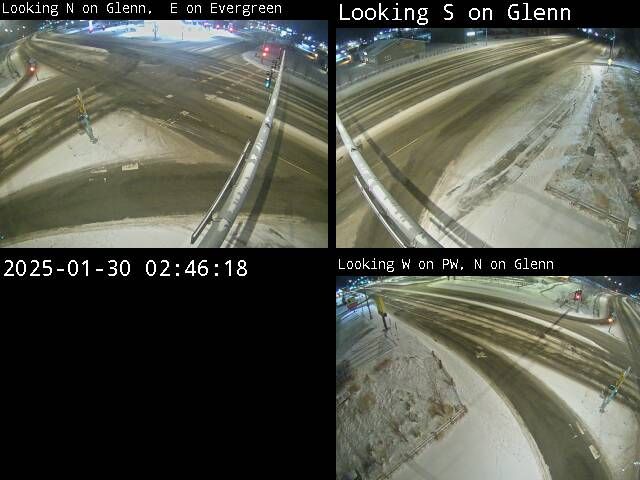 Looking N on Glenn,  E on Evergreen
Looking S on Glenn
2025-01-30 02:46:18
Looking W on PW, N on Glenn